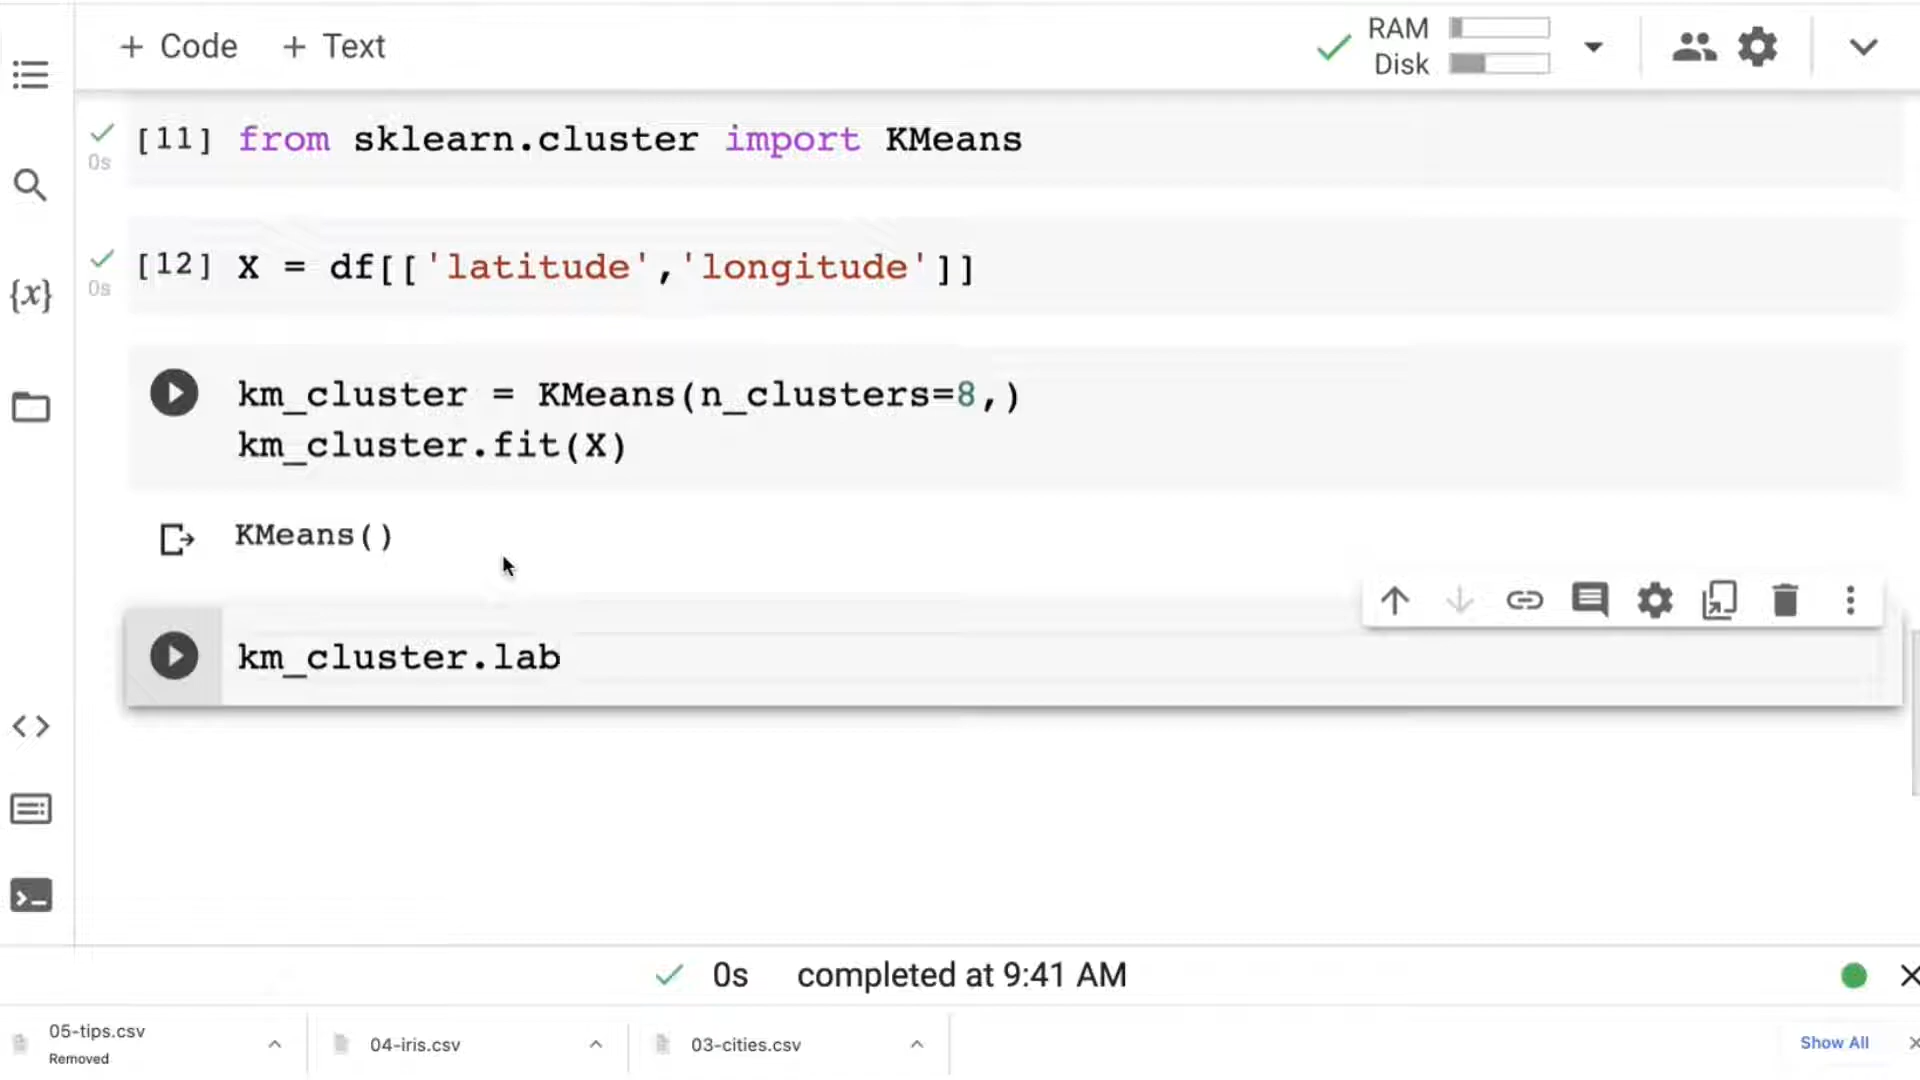 + Code + Text
RAM
Disk
[11] from sklearn.cluster import KMeans
0s
[12] X = df[['latitude','longitude']]
0s
{x}
km_cluster = KMeans(n_clusters=8,)
km_cluster.fit(X)
KMeans()
km_cluster.lab
0s completed at 9:41 AM
05-tips.csv
Removed
04-iris.csv
03-cities.csv
Show All